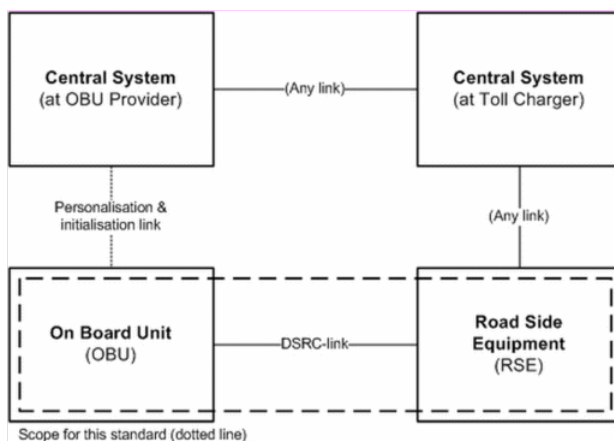 Central System
(at OBU Provider)
(Any link)
Central System
(at Toll Charger)
Personalisation &
initialisation link
(Any link)
On Board Unit
(OBU)
DSRC-link
Road Side
Equipment
(RSE)
Scope for this standard (dotted line)